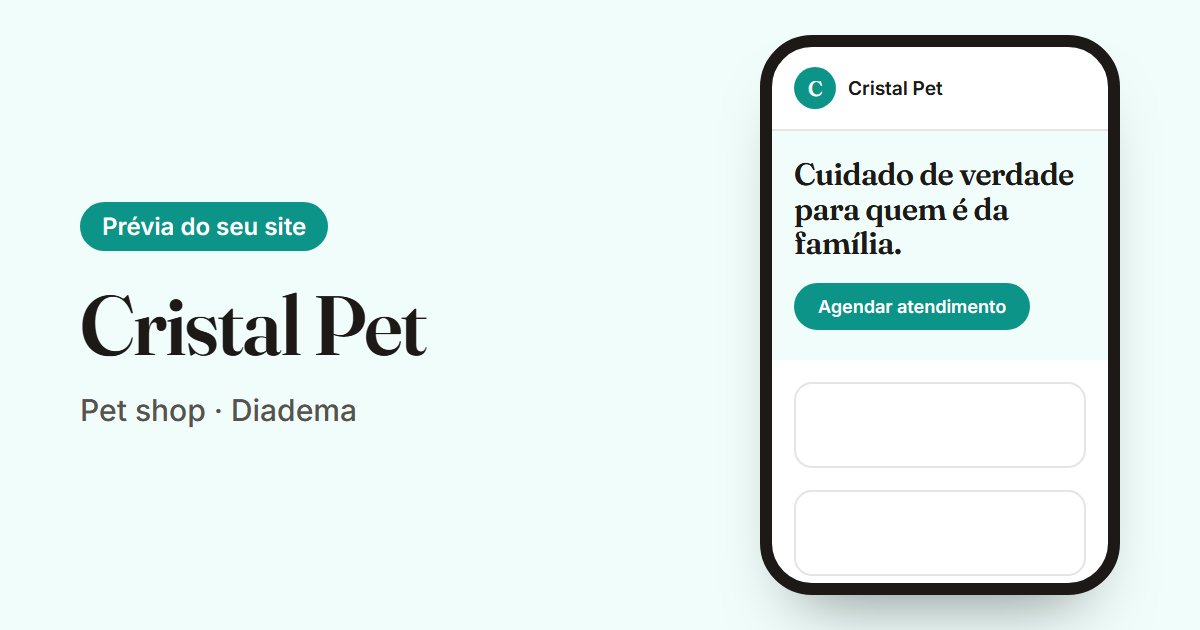 Prévia do seu site
Cristal Pet
Pet shop · Diadema
C
Cristal Pet
Cuidado de verdade
para quem é da
família.
Agendar atendimento